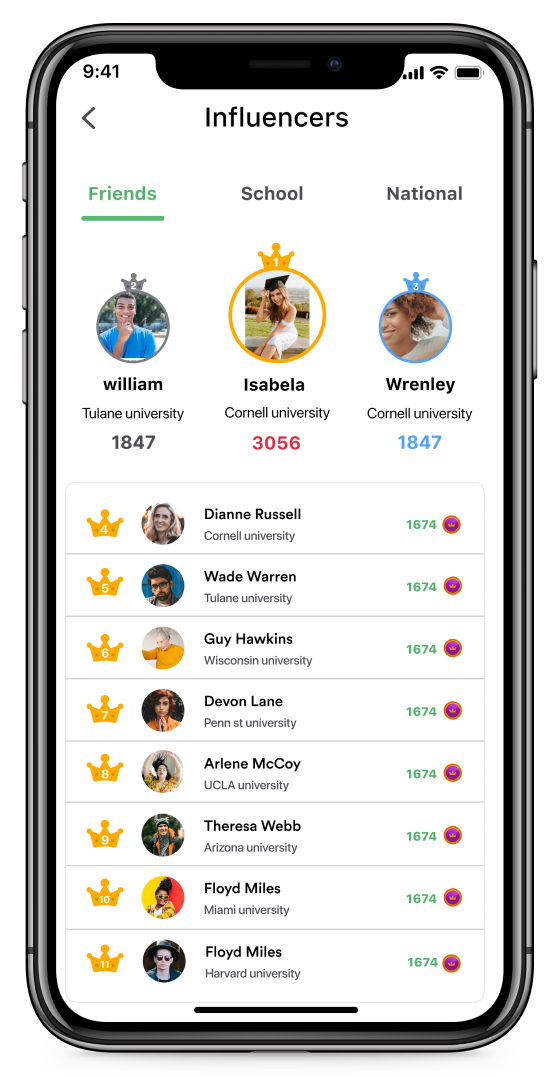 9:41
Influencers
Friends School National
2 1 3
william Isabela Wrenley
Tulane university Cornell university Cornell university
1847 3056 1847
4 Dianne Russell 1674
Cornell university
5 Wade Warren 1674
Tulane university
6 Guy Hawkins 1674
Wisconsin university
7 Devon Lane 1674
Penn st university
8 Arlene McCoy 1674
UCLA university
9 Theresa Webb 1674
Arizona university
10 Floyd Miles 1674
Miami university
11 Floyd Miles 1674
Harvard university